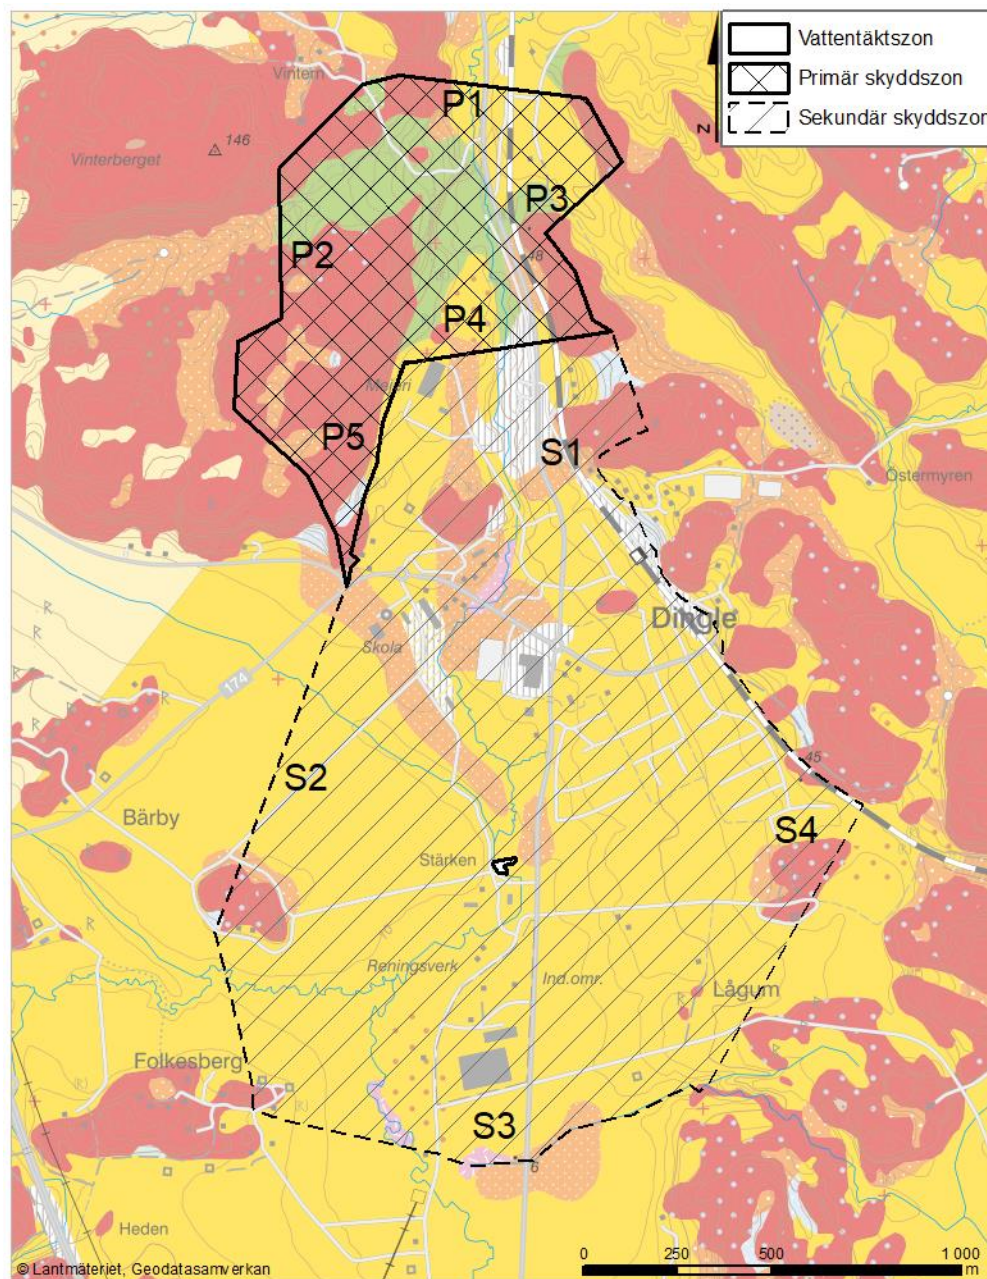 Vattentäktszon
Primär skyddszon
Sekundär skyddszon
N
Vintern
P1
146
Vinterberget
P3
P2
48
P4
Mejeri
P5
S1
Östermyren
Dingle
Skola
174
S2
45
Bärby
S4
Stärken
Reningsverk
Ind.omr.
Lågum
Folkesberg
S3
6
Heden
0 250 500 1 000
m
© Lantmäteriet, Geodatasamverkan